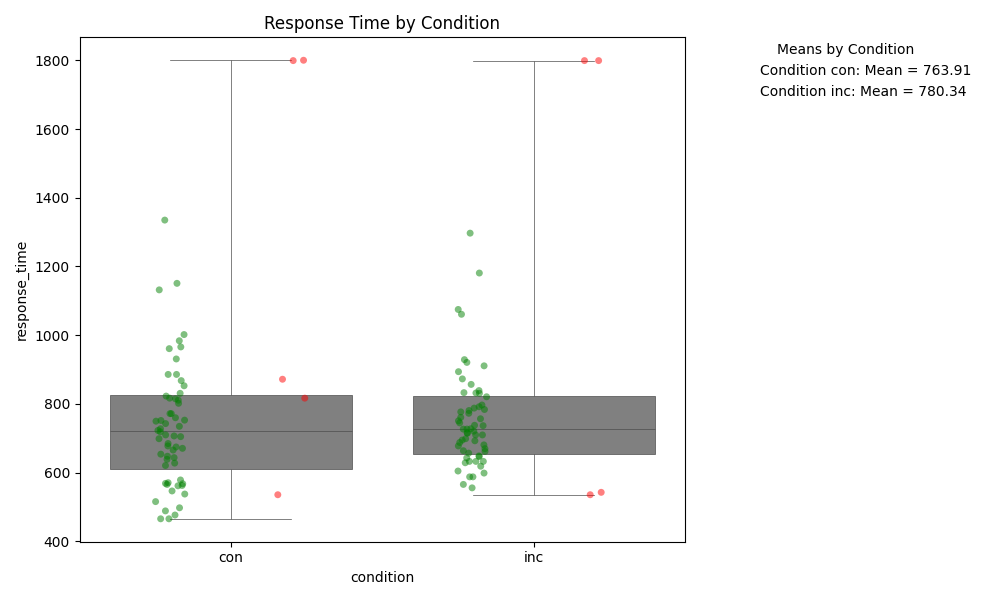 Response Time by Condition
Means by Condition
Condition con: Mean = 763.91
Condition inc: Mean = 780.34
response_time
1800
1600
1400
1200
1000
800
600
400
con
inc
condition